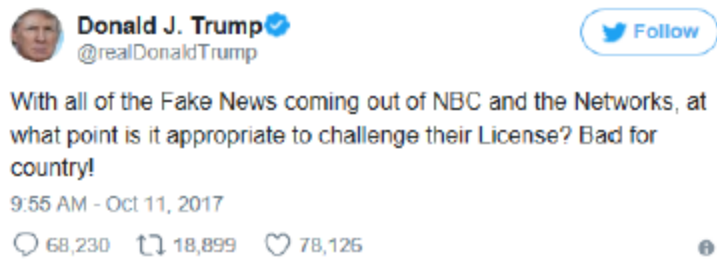 Donald J. Trump
@realDonaldTrump
Follow
With all of the Fake News coming out of NBC and the Networks, at
what point is it appropriate to challenge their License? Bad for
country!
9:55 AM - Oct 11, 2017
68,230 18,899 78,126